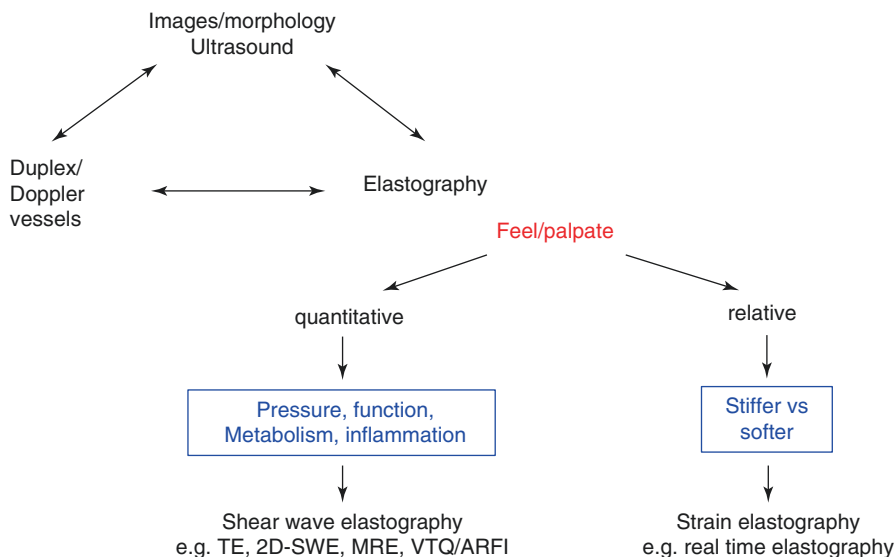 Images/morphology
Ultrasound
Duplex/
Doppler
vessels
Elastography
Feel/palpate
quantitative
relative
Pressure, function,
Metabolism, inflammation
Stiffer vs
softer
Shear wave elastography
e.g. TE, 2D-SWE, MRE, VTQ/ARFI
Strain elastography
e.g. real time elastography